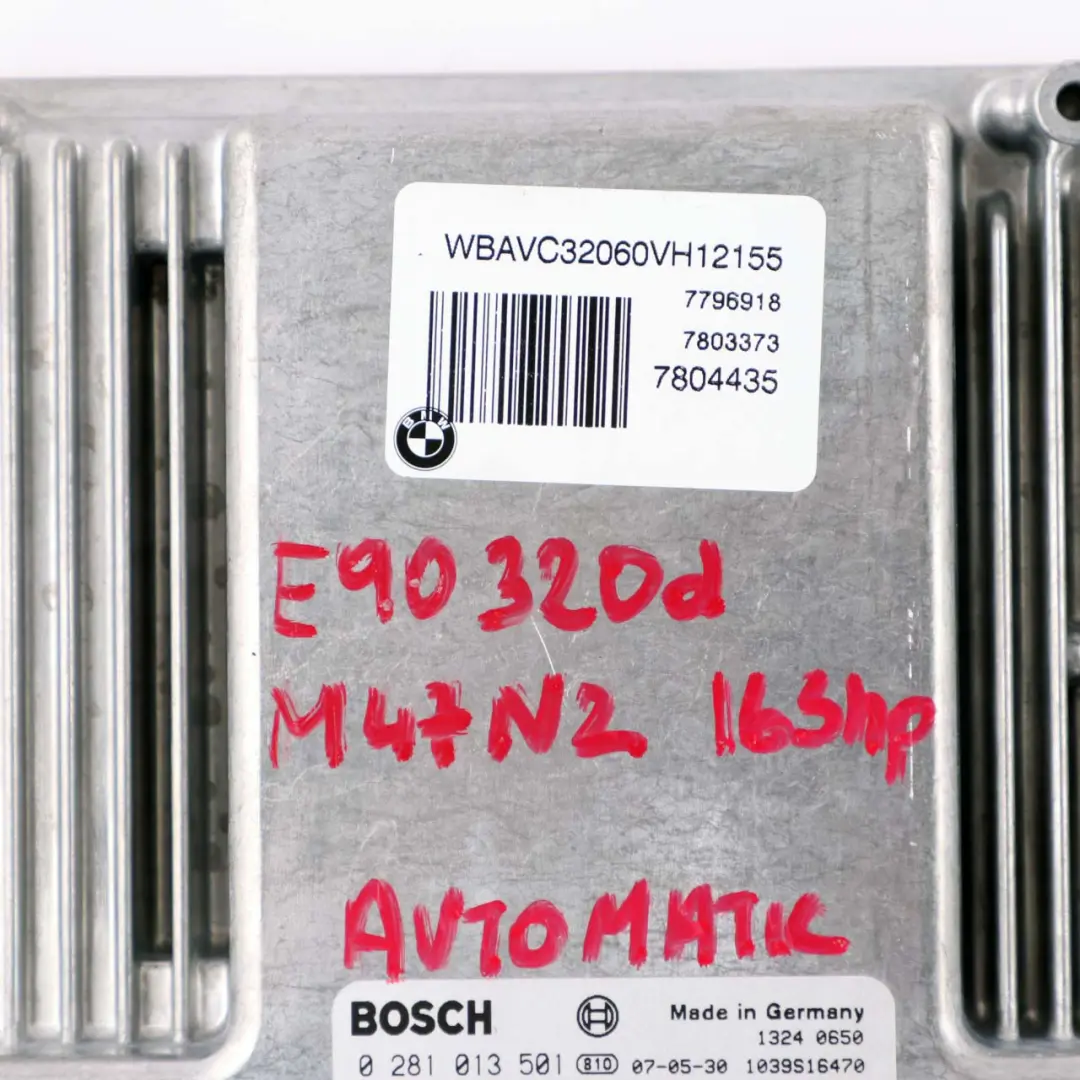 WBAVC32060VH12155
7796918
7803373
7804435
BMW
E90 320d
M47N2 163hp
AUTOMATIC
BOSCH Made in Germany
1324 0650
0 281 013 501 810 07-05-30 1039S16470